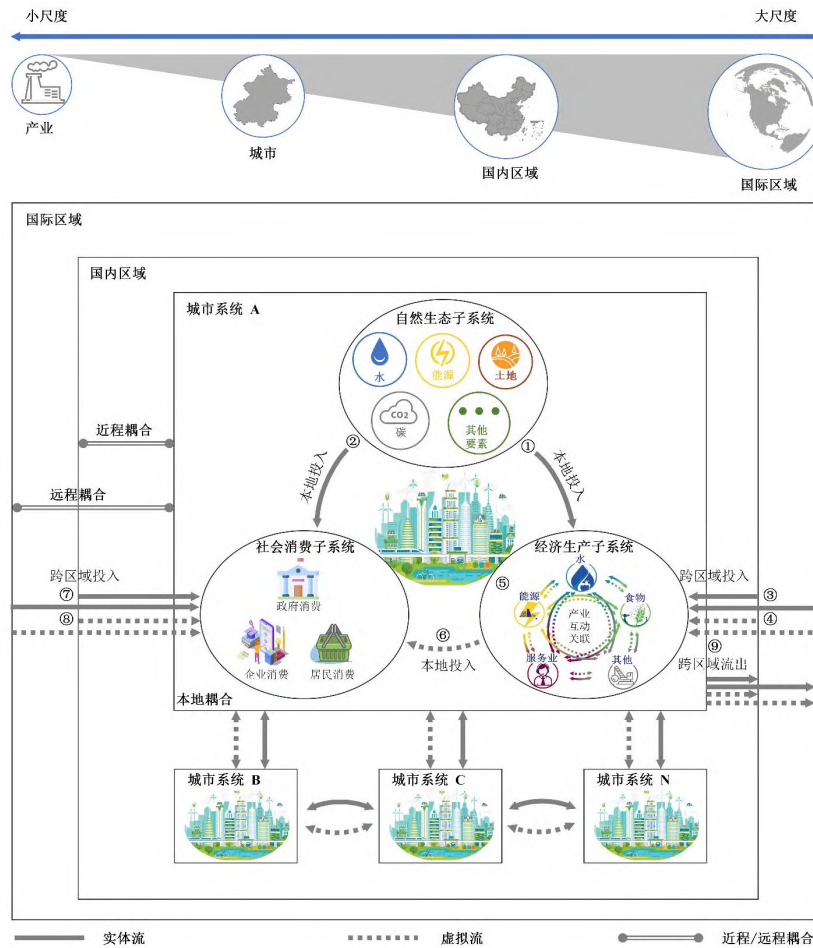 小尺度
大尺度
产业
城市
国内区域
国际区域
国际区域
国内区域
城市系统 A
自然生态子系统
水
能源
土地
CO2
碳
其他
要素
②
①
本地投入
本地投入
近程耦合
远程耦合
社会消费子系统
政府消费
企业消费
居民消费
经济生产子系统
水
⑤
能源
食物
产业
互动
关联
服务业
其他
⑥
本地投入
跨区域投入
⑦
⑧
跨区域投入
③
④
⑨
跨区域流出
本地耦合
城市系统 B
城市系统 C
城市系统 N
实体流
虚拟流
近程/远程耦合